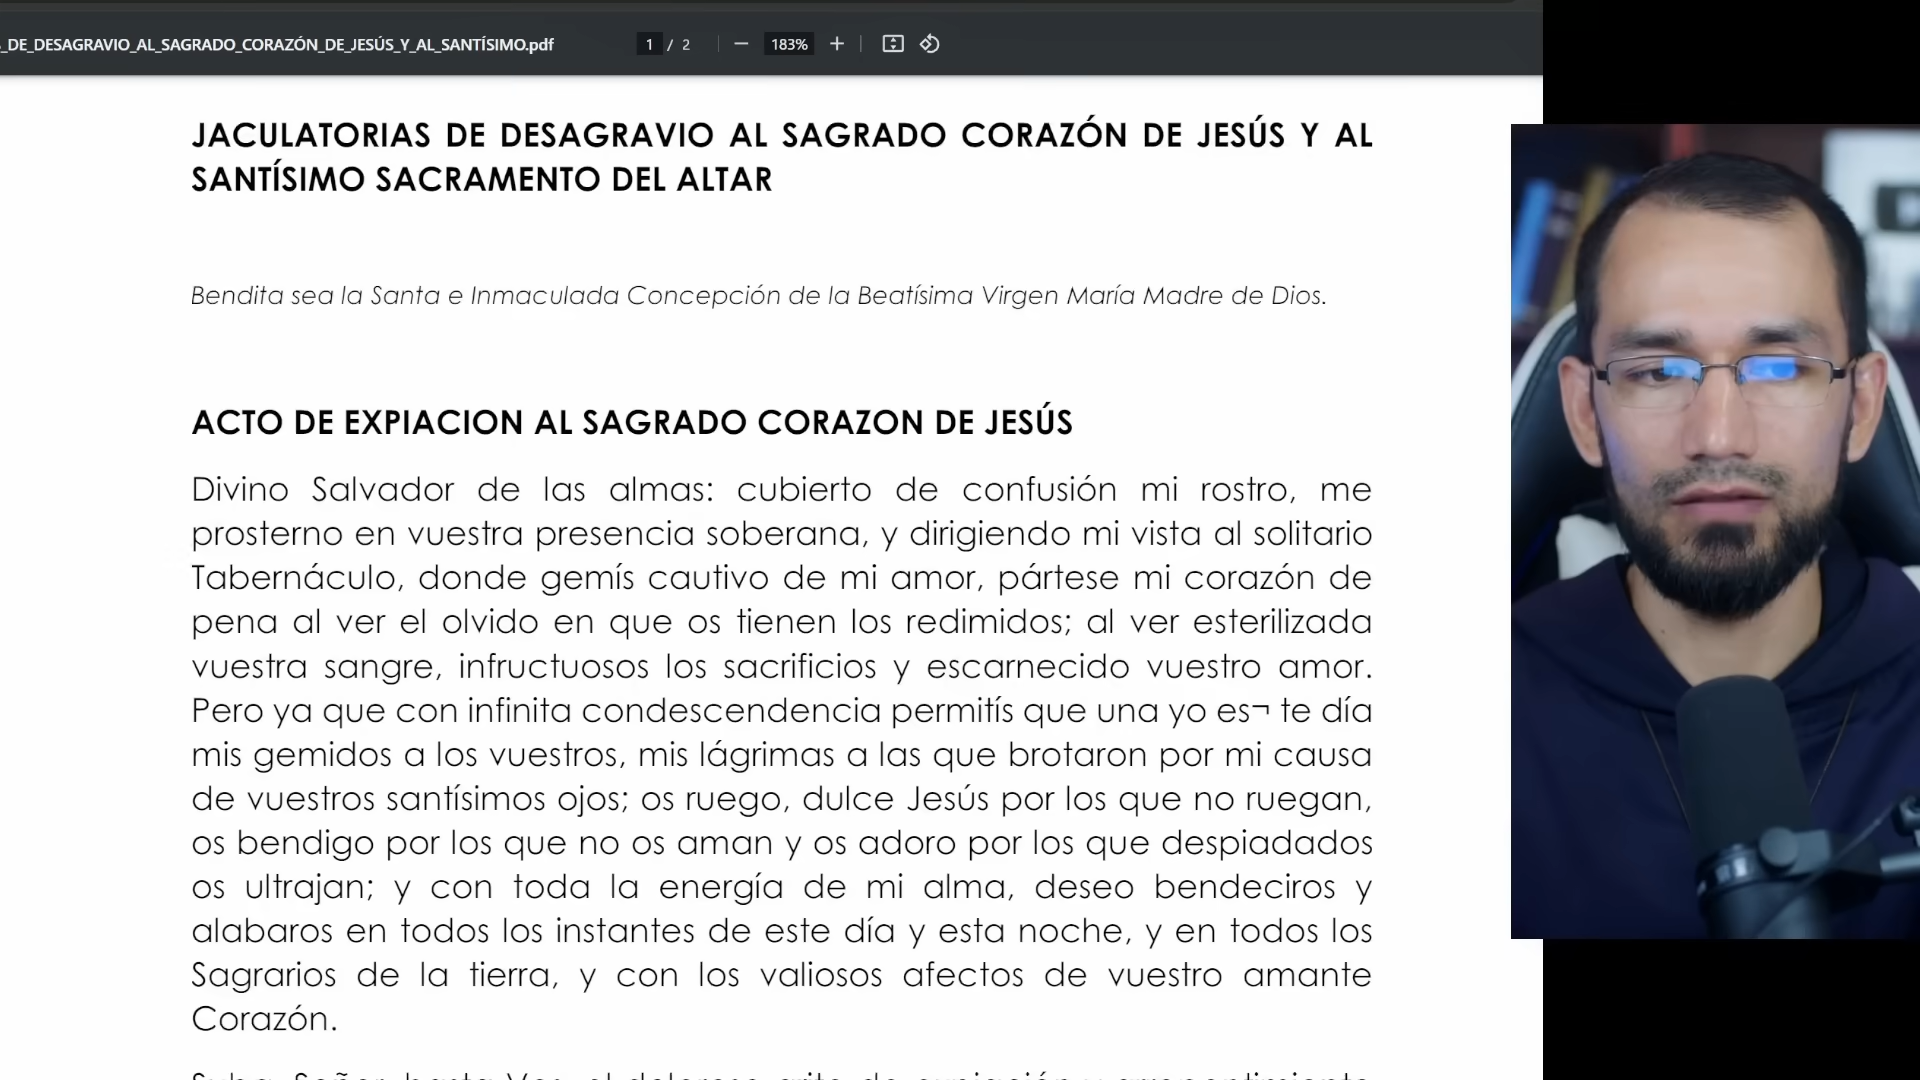 _DE_DESAGRAVIO_AL_SAGRADO_CORAZÓN_DE_JESÚS_Y_AL_SANTÍSIMO.pdf
1 / 2
183%
JACULATORIAS DE DESAGRAVIO AL SAGRADO CORAZÓN DE JESÚS Y AL
SANTÍSIMO SACRAMENTO DEL ALTAR
Bendita sea la Santa e Inmaculada Concepción de la Beatísima Virgen María Madre de Dios.
ACTO DE EXPIACION AL SAGRADO CORAZON DE JESÚS
Divino Salvador de las almas: cubierto de confusión mi rostro, me
prosterno en vuestra presencia soberana, y dirigiendo mi vista al solitario
Tabernáculo, donde gemís cautivo de mi amor, pártese mi corazón de
pena al ver el olvido en que os tienen los redimidos; al ver esterilizada
vuestra sangre, infructuosos los sacrificios y escarnecido vuestro amor.
Pero ya que con infinita condescendencia permitís que una yo es¬ te día
mis gemidos a los vuestros, mis lágrimas a las que brotaron por mi causa
de vuestros santísimos ojos; os ruego, dulce Jesús por los que no ruegan,
os bendigo por los que no os aman y os adoro por los que despiadados
os ultrajan; y con toda la energía de mi alma, deseo bendeciros y
alabaros en todos los instantes de este día y esta noche, y en todos los
Sagrarios de la tierra, y con los valiosos afectos de vuestro amante
Corazón.